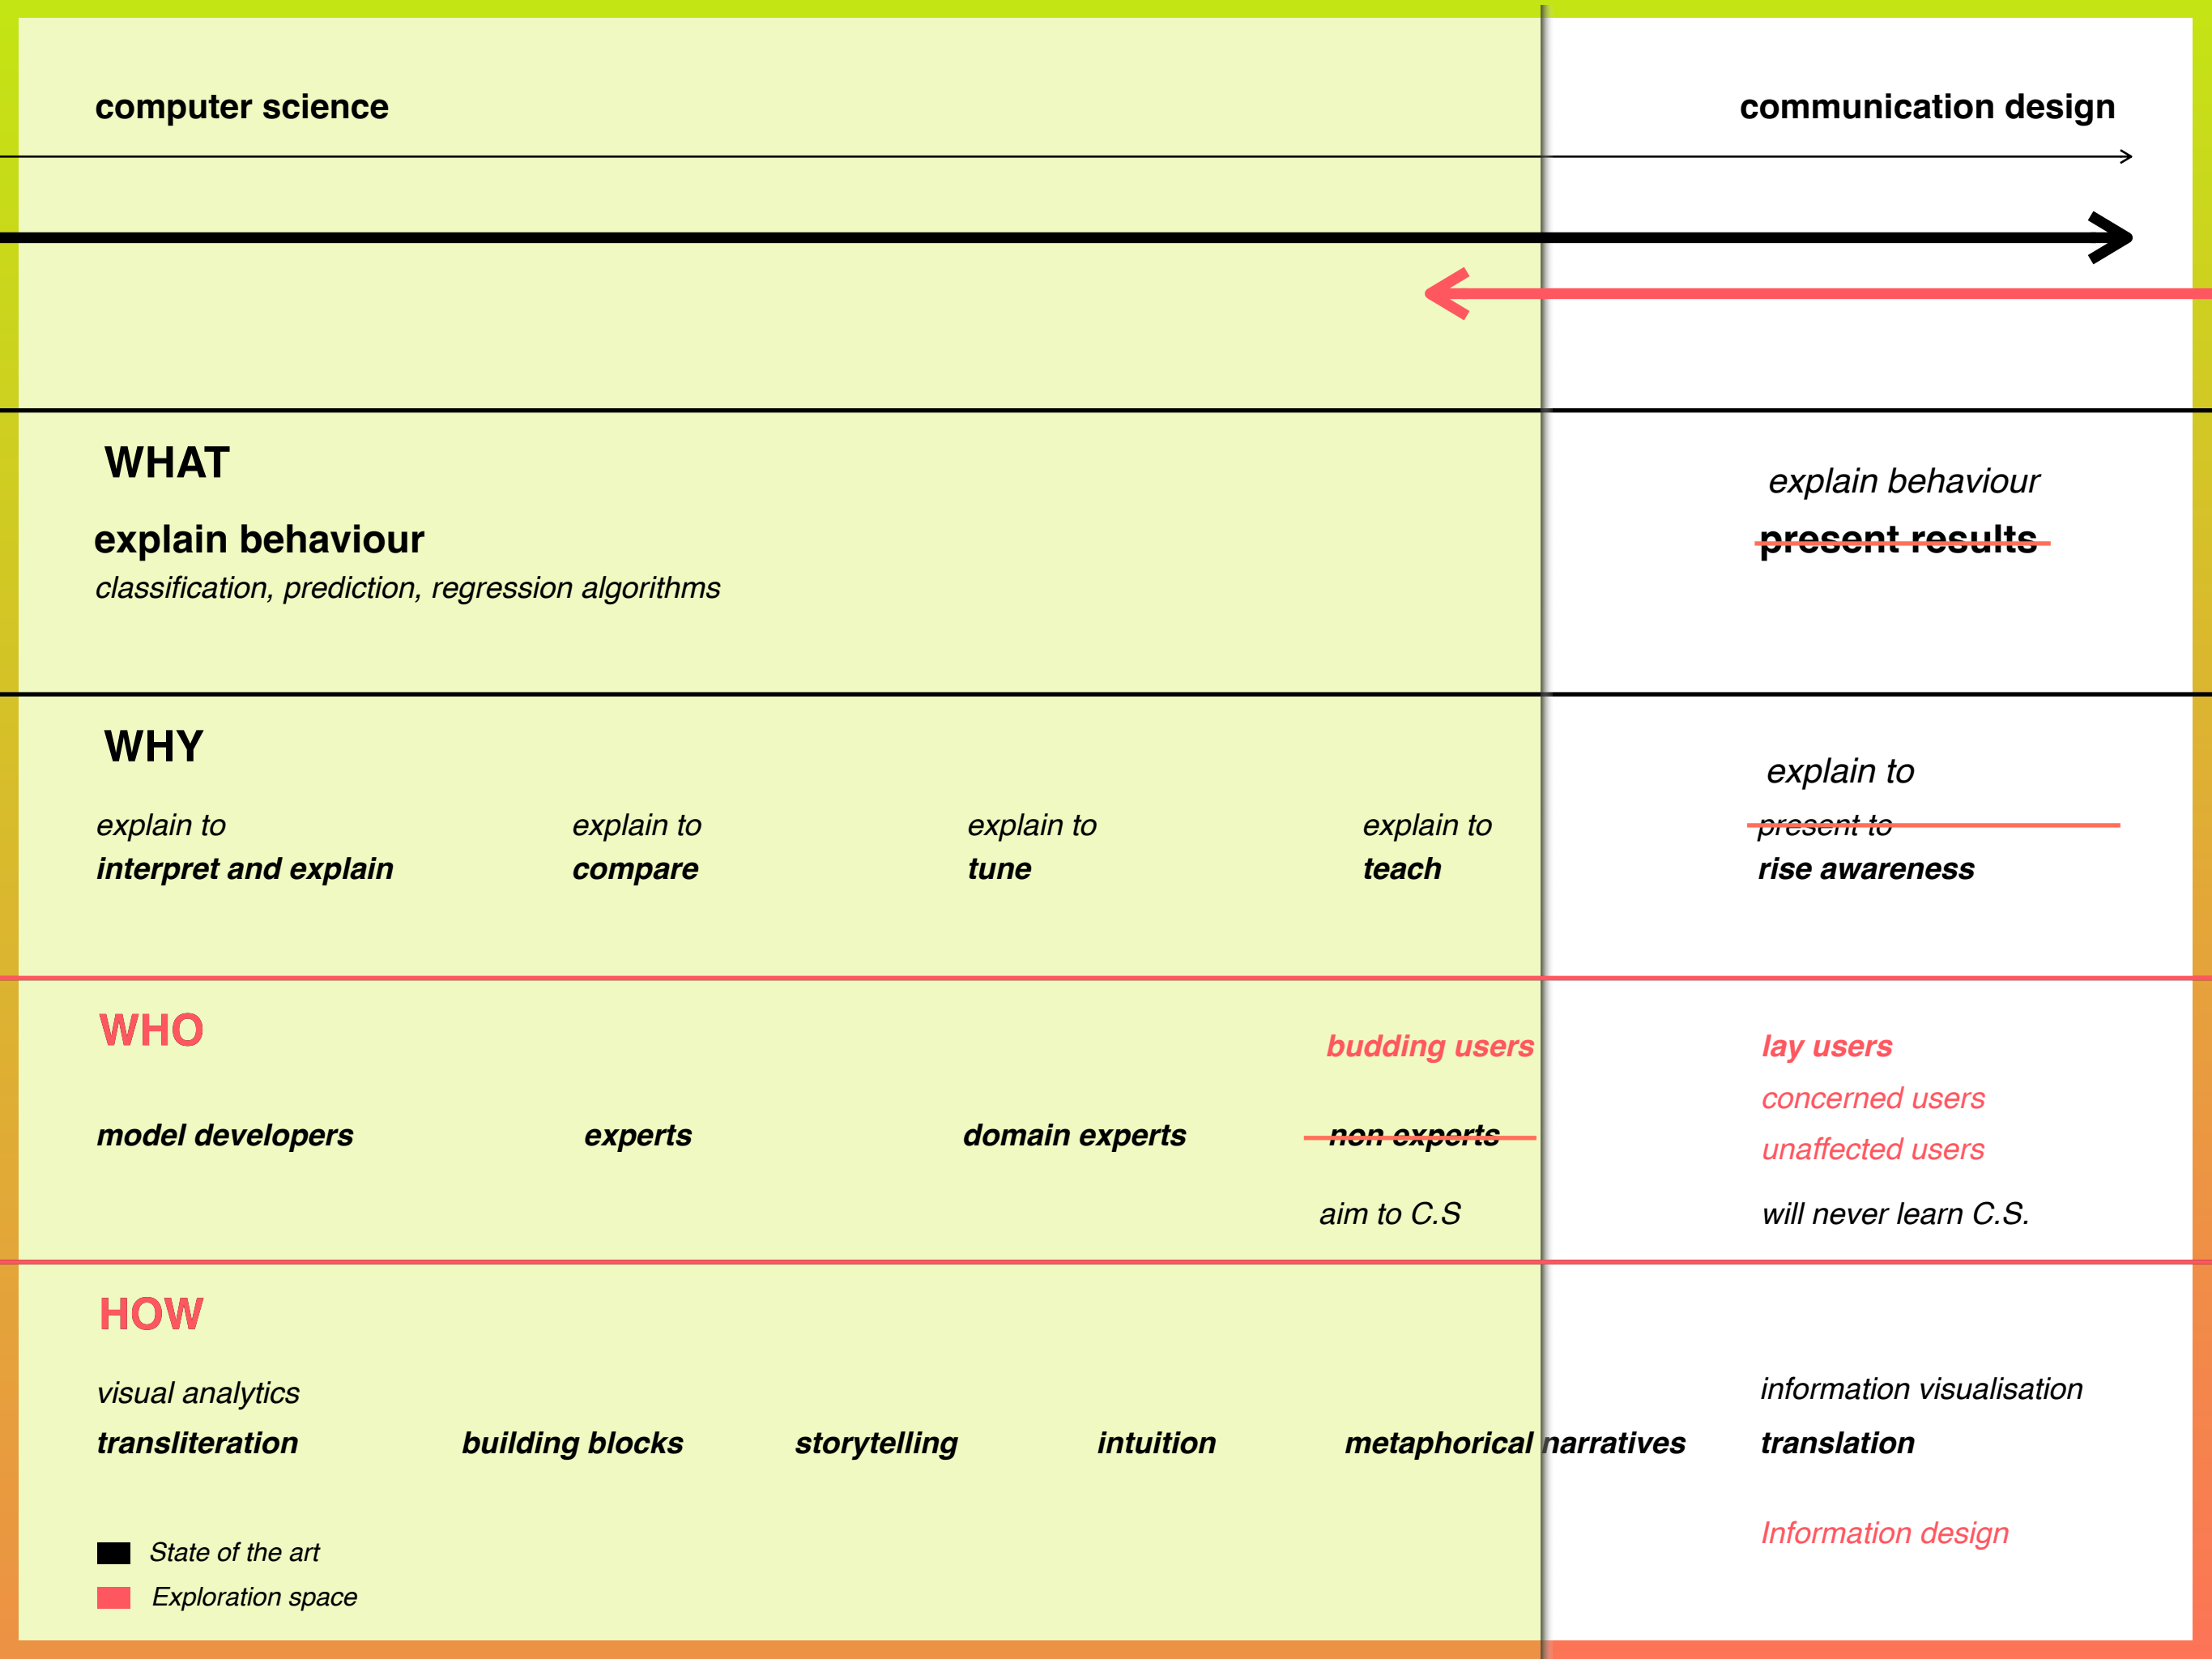 computer science
communication design
WHAT
explain behaviour
explain behaviour
present results
classification, prediction, regression algorithms
WHY
explain to
explain to
explain to
explain to
explain to
present to
interpret and explain
compare
tune
teach
rise awareness
WHO
budding users
lay users
concerned users
model developers
experts
domain experts
non experts
unaffected users
aim to C.S
will never learn C.S.
HOW
visual analytics
information visualisation
transliteration
building blocks
storytelling
intuition
metaphorical narratives
translation
Information design
State of the art
Exploration space